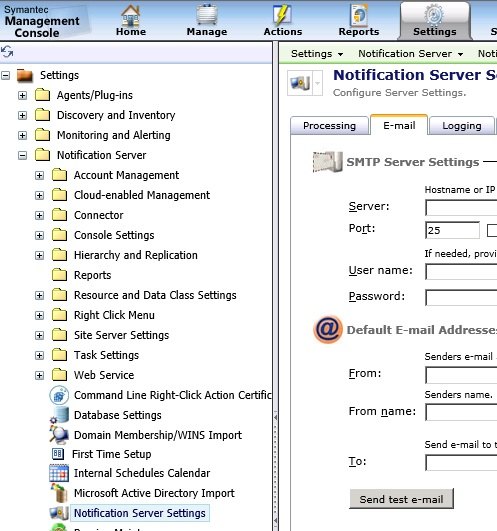 Symantec
Management
Console
Home
Manage
Actions
Reports
Settings
S
Settings
Notification Server
Noti
Settings
Agents/Plug-ins
Discovery and Inventory
Monitoring and Alerting
Notification Server
Account Management
Cloud-enabled Management
Connector
Console Settings
Hierarchy and Replication
Reports
Resource and Data Class Settings
Right Click Menu
Site Server Settings
Task Settings
Web Service
Command Line Right-Click Action Certific
Database Settings
Domain Membership/WINS Import
First Time Setup
Internal Schedules Calendar
Microsoft Active Directory Import
Notification Server Settings
Notification Server S
Configure Server Settings.
Processing
E-mail
Logging
SMTP Server Settings
Hostname or IP
Server:
Port:
25
If needed, provi
User name:
Password:
@ Default E-mail Addresses
Senders e-mail
From:
Senders name.
From name:
Send e-mail to t
To:
Send test e-mail